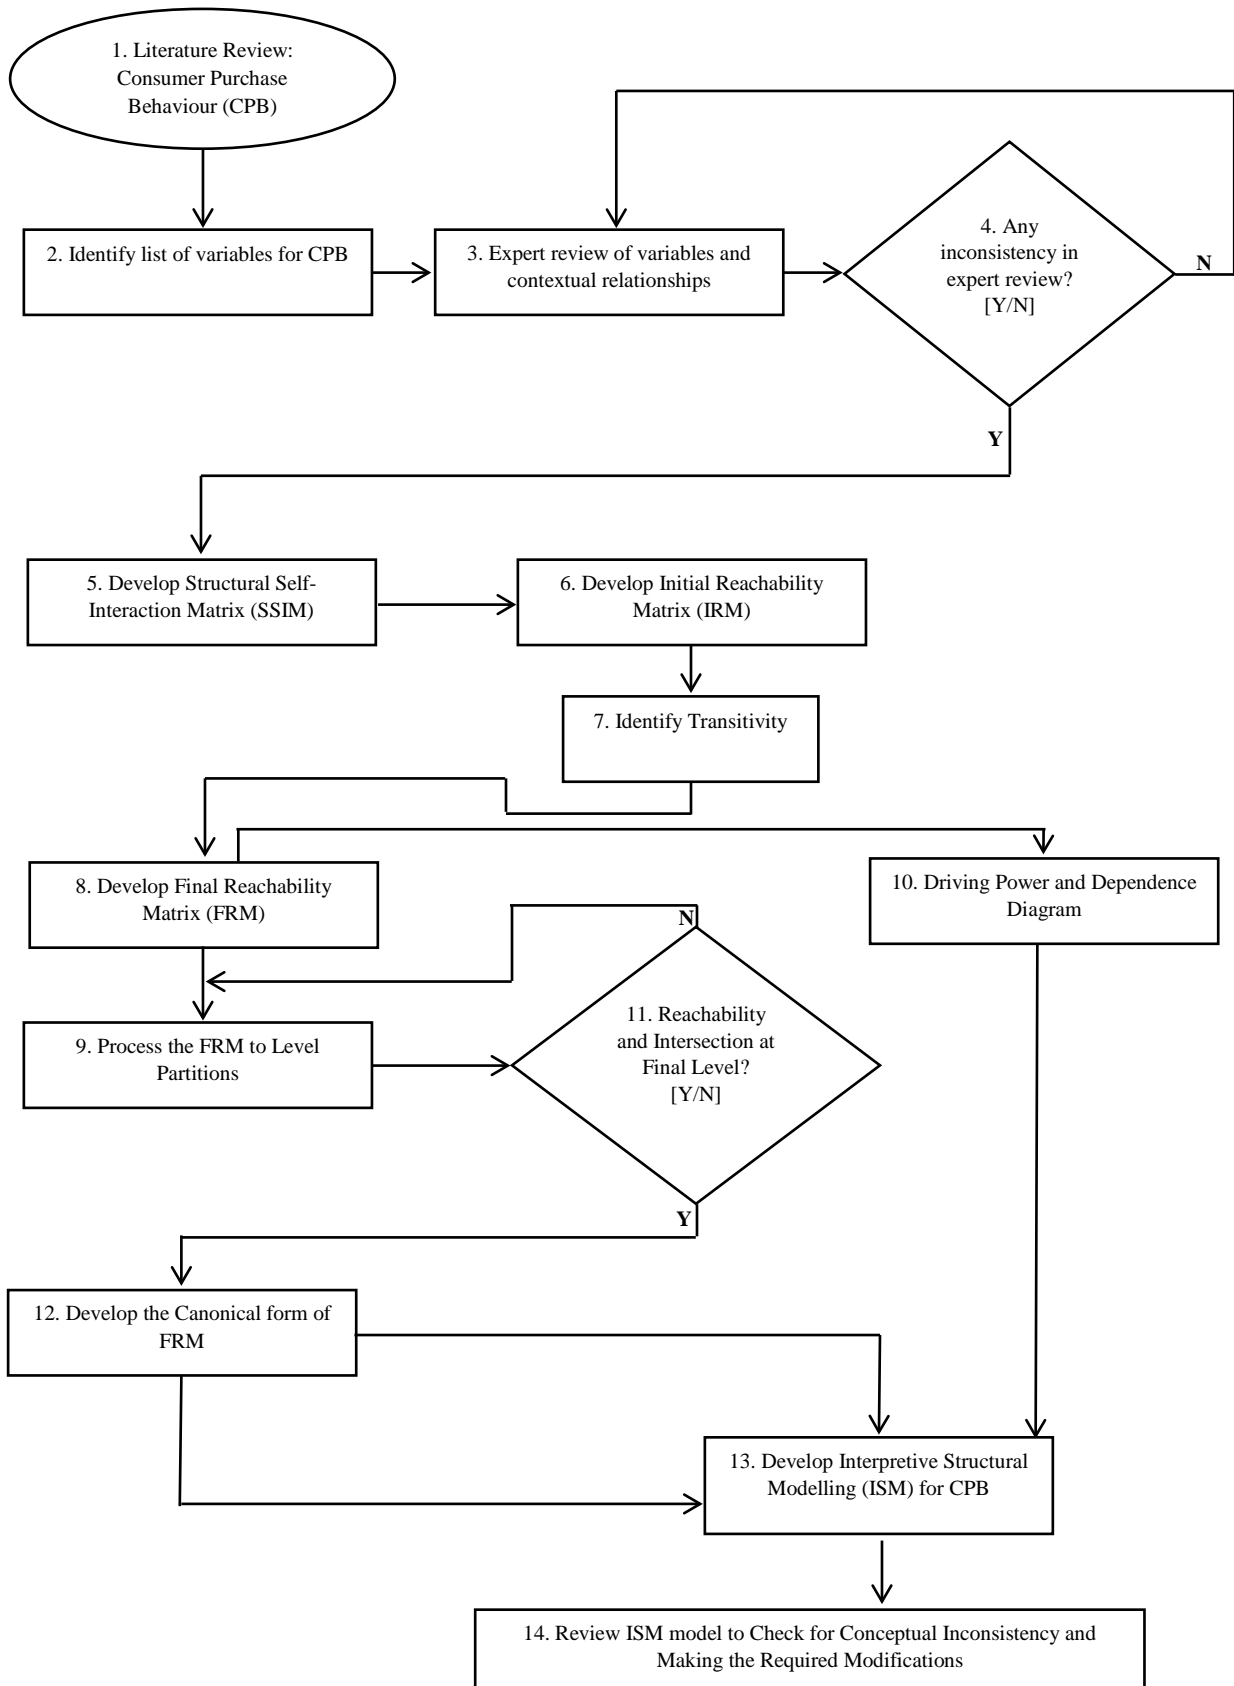 1. Literature Review:
Consumer Purchase
Behaviour (CPB)
2. Identify list of variables for CPB
3. Expert review of variables and
contextual relationships
4. Any
inconsistency in
expert review?
[Y/N]
N
Y
5. Develop Structural Self-
Interaction Matrix (SSIM)
6. Develop Initial Reachability
Matrix (IRM)
7. Identify Transitivity
8. Develop Final Reachability
Matrix (FRM)
10. Driving Power and Dependence
Diagram
N
9. Process the FRM to Level
Partitions
11. Reachability
and Intersection at
Final Level?
[Y/N]
Y
12. Develop the Canonical form of
FRM
13. Develop Interpretive Structural
Modelling (ISM) for CPB
14. Review ISM model to Check for Conceptual Inconsistency and
Making the Required Modifications